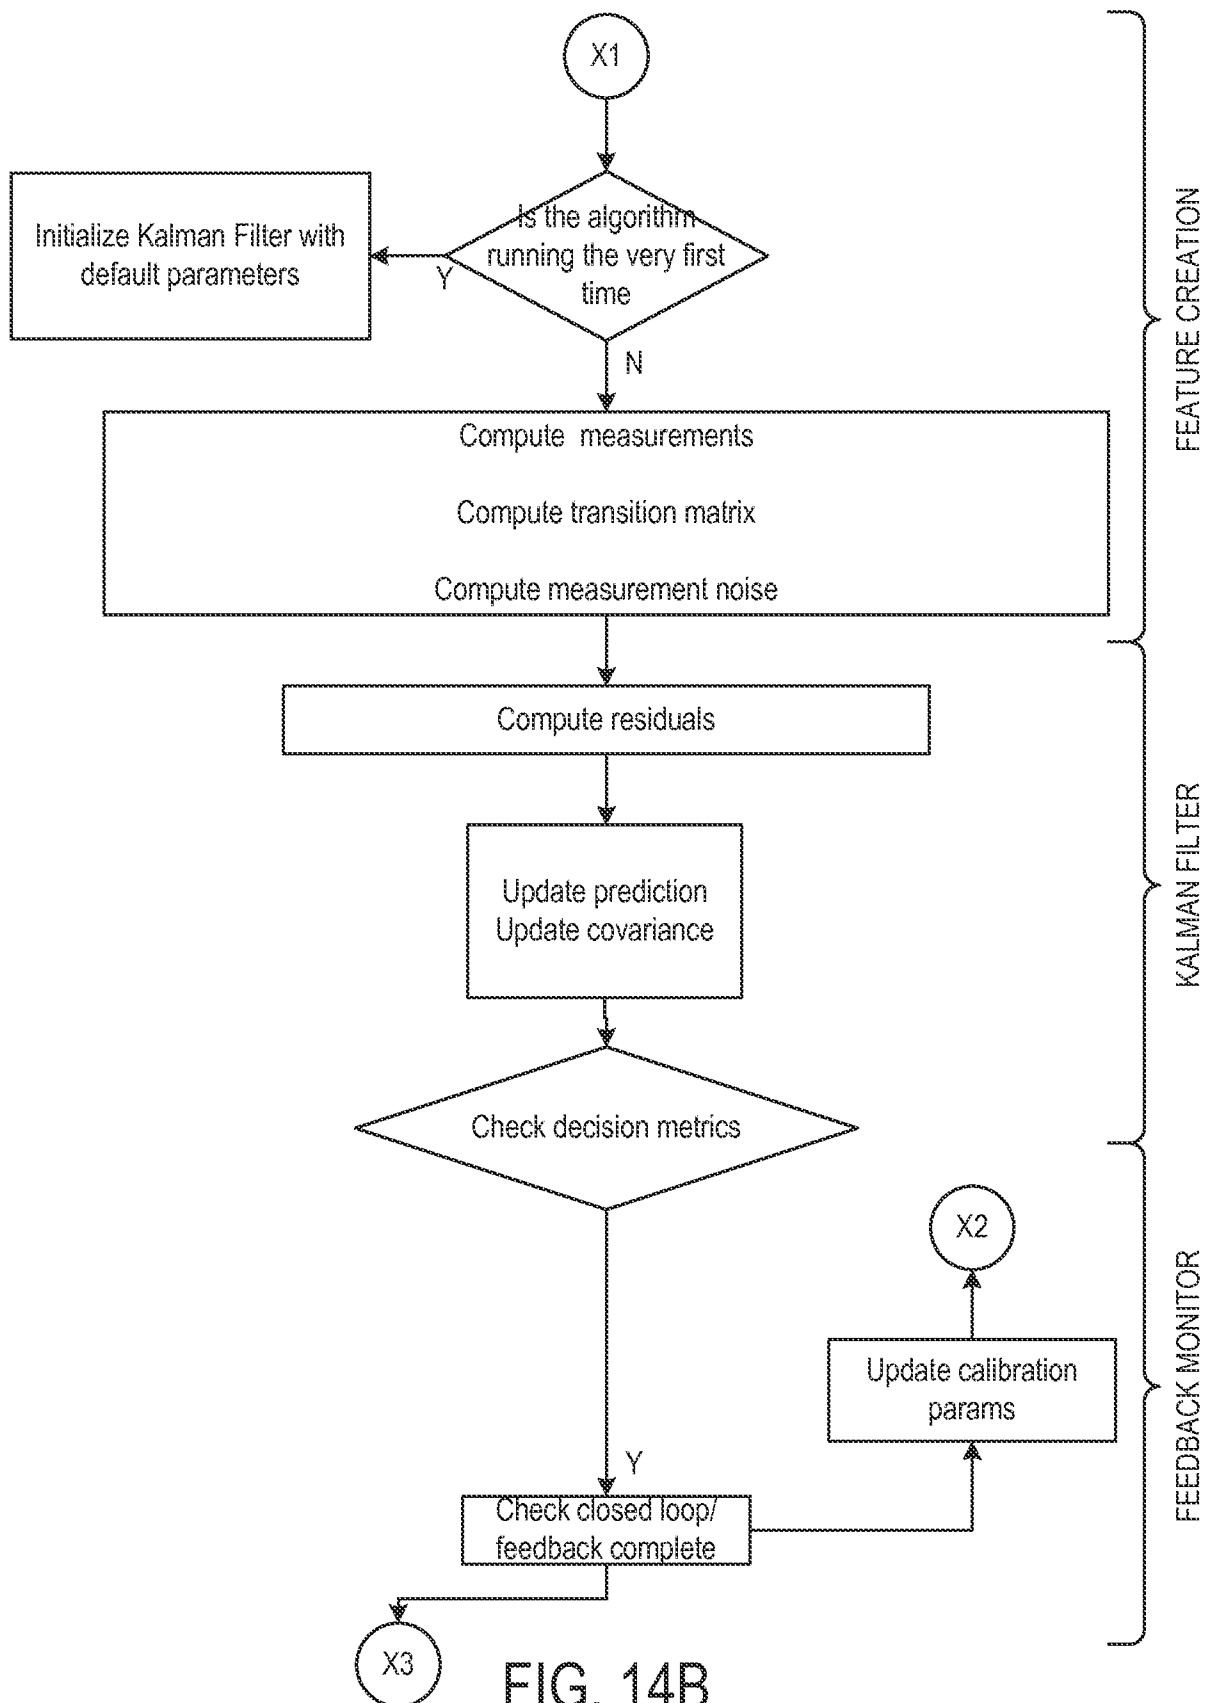 X1
Is the algorithm
running the very first
time
Initialize Kalman Filter with
default parameters
Y
N
Compute measurements
Compute transition matrix
Compute measurement noise
FEATURE CREATION
Compute residuals
Update prediction
Update covariance
Check decision metrics
KALMAN FILTER
X2
Update calibration
params
Y
Check closed loop/
feedback complete
X3
FEEDBACK MONITOR
FIG. 14B